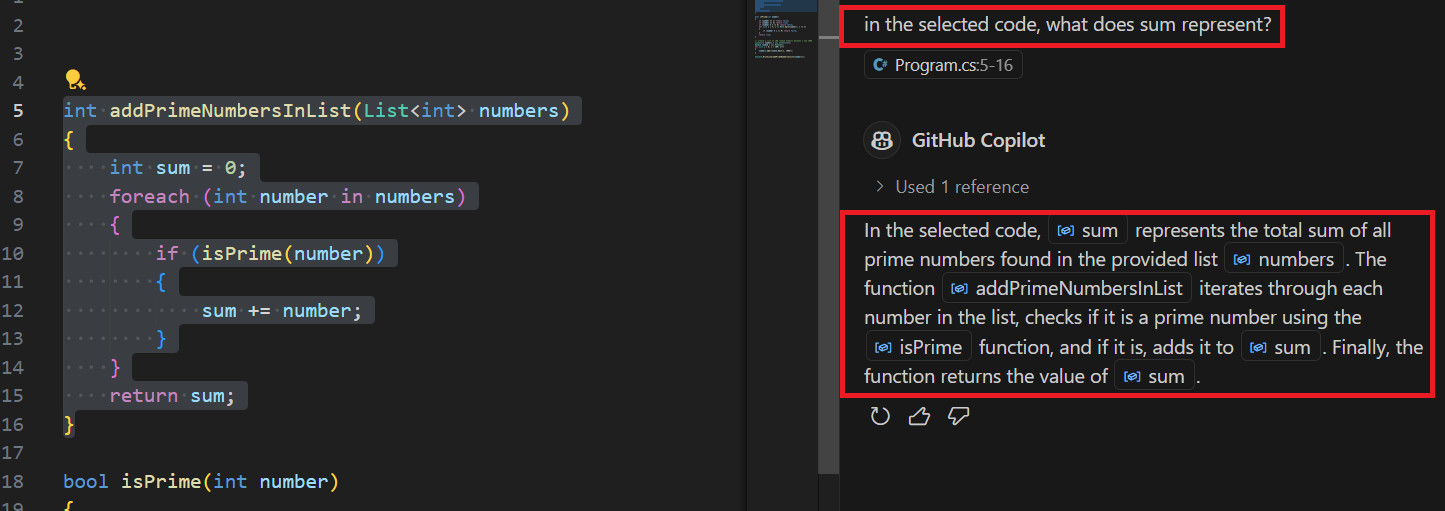 2
3
4
5 int addPrimeNumbersInList(List<int> numbers)
6 {
7 int sum = 0;
8 foreach (int number in numbers)
9 {
10 if (isPrime(number))
11 {
12 sum += number;
13 }
14 }
15 return sum;
16 }
17
18 bool isPrime(int number)
19 {
in the selected code, what does sum represent?
C# Program.cs:5-16
GitHub Copilot
Used 1 reference
In the selected code, sum represents the total sum of all
prime numbers found in the provided list numbers . The
function addPrimeNumbersInList iterates through each
number in the list, checks if it is a prime number using the
isPrime function, and if it is, adds it to sum . Finally, the
function returns the value of sum .